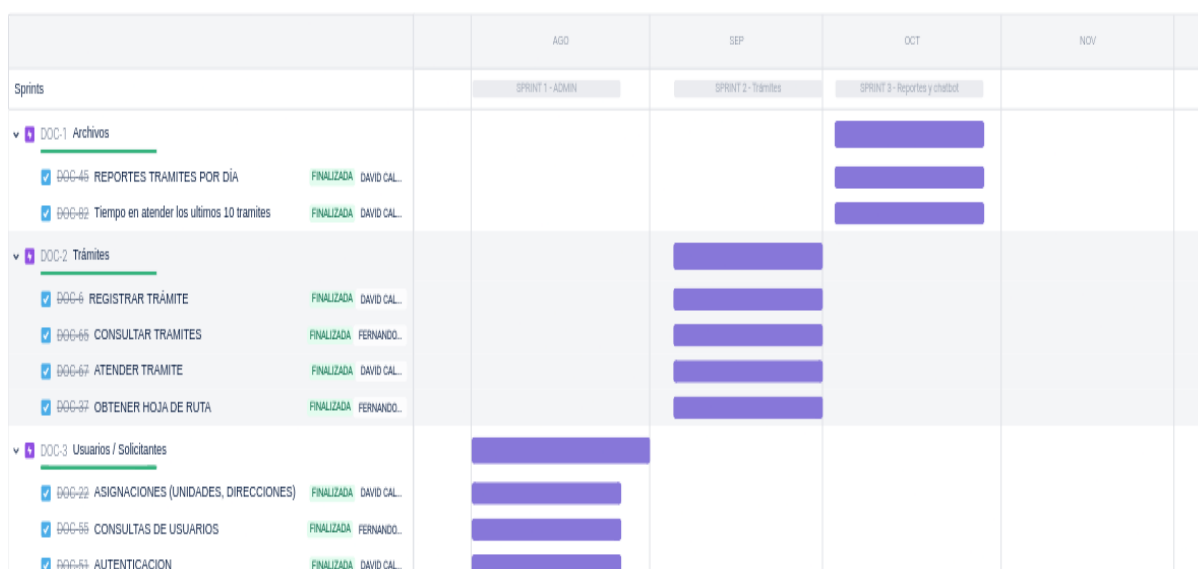 AGO SEP OCT NOV
Sprints SPRINT 1 - ADMIN SPRINT 2 - Trámites SPRINT 3 - Reportes y chatbot
DOC-1 Archivos
DOC-45 REPORTES TRAMITES POR DÍA FINALIZADA DAVID CAL...
DOC-82 Tiempo en atender los ultimos 10 tramites FINALIZADA DAVID CAL...
DOC-2 Trámites
DOC-6 REGISTRAR TRÁMITE FINALIZADA DAVID CAL...
DOC-65 CONSULTAR TRAMITES FINALIZADA FERNANDO...
DOC-67 ATENDER TRAMITE FINALIZADA DAVID CAL...
DOC-37 OBTENER HOJA DE RUTA FINALIZADA FERNANDO...
DOC-3 Usuarios / Solicitantes
DOC-22 ASIGNACIONES (UNIDADES, DIRECCIONES) FINALIZADA DAVID CAL...
DOC-55 CONSULTAS DE USUARIOS FINALIZADA FERNANDO...
DOC-51 AUTENTICACION FINALIZADA DAVID CAL...